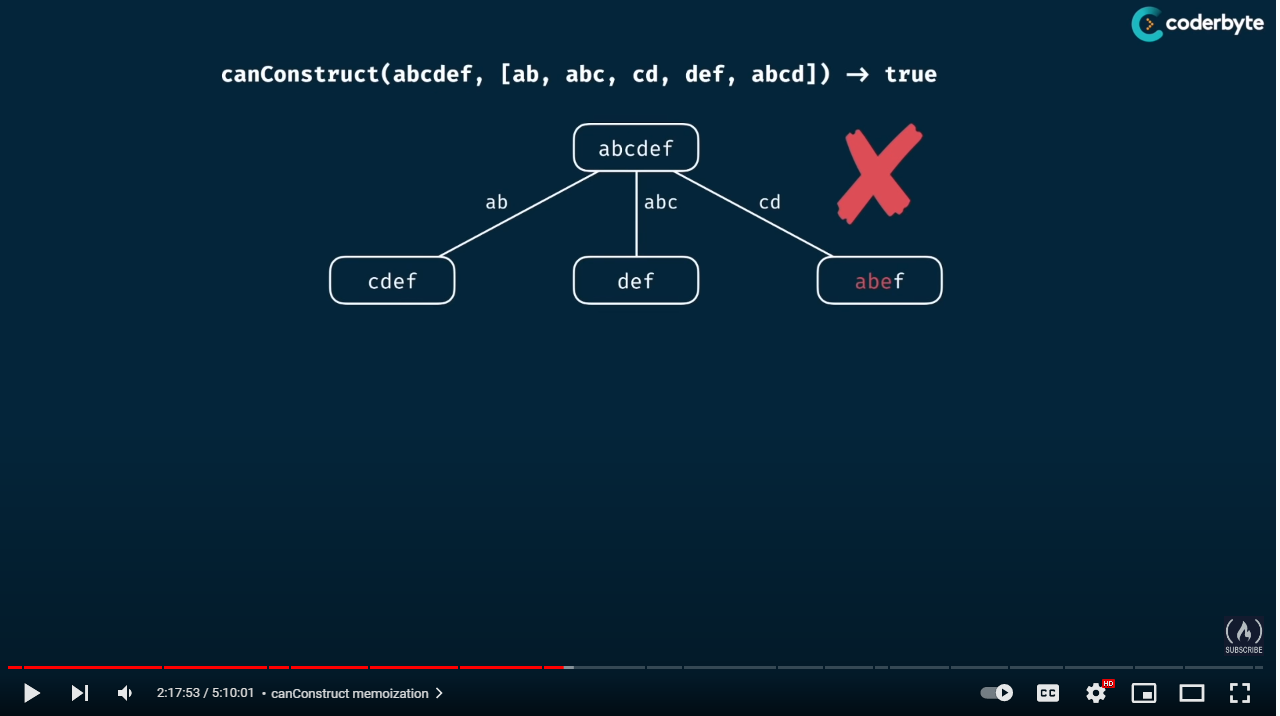 coderbyte
canConstruct(abcdef, [ab, abc, cd, def, abcd]) → true
abcdef
ab
abc
cd
cdef
def
abef
SUBSCRIBE
2:17:53 / 5:10:01 • canConstruct memoization >
CC
HD